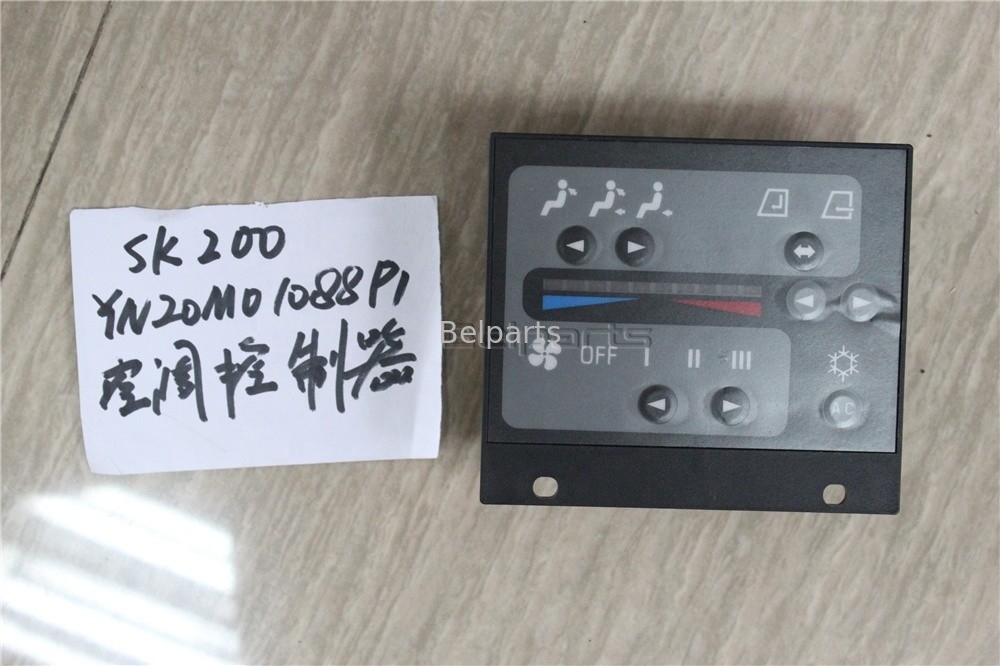 SK200
YN20M01088P1
空调控制器
Belparts
OFF I II III
AC